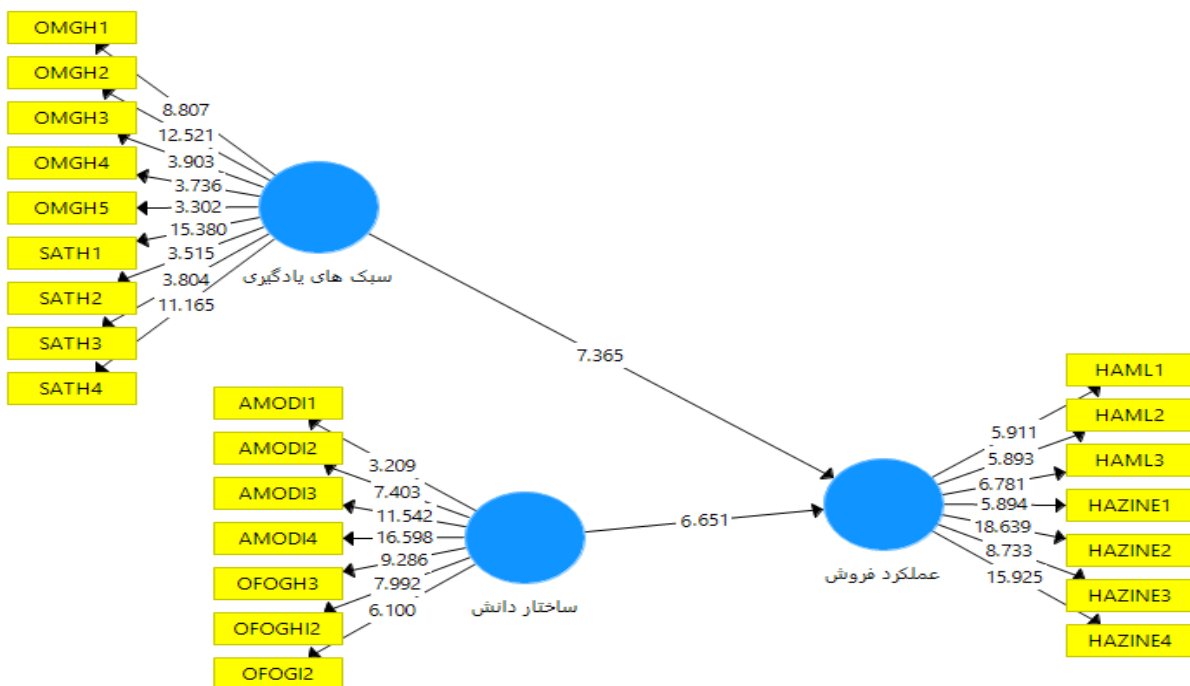 OMGH1
OMGH2
OMGH3
OMGH4
OMGH5
SATH1
SATH2
SATH3
SATH4
8.807
12.521
3.903
3.736
3.302
15.380
3.515
3.804
11.165
سبک های یادگیری
7.365
AMODI1
AMODI2
AMODI3
AMODI4
OFOGH3
OFOGHI2
OFOGI2
3.209
7.403
11.542
16.598
9.286
7.992
6.100
ساختار دانش
6.651
عملکرد فروش
5.911
5.893
6.781
5.894
18.639
8.733
15.925
HAML1
HAML2
HAML3
HAZINE1
HAZINE2
HAZINE3
HAZINE4